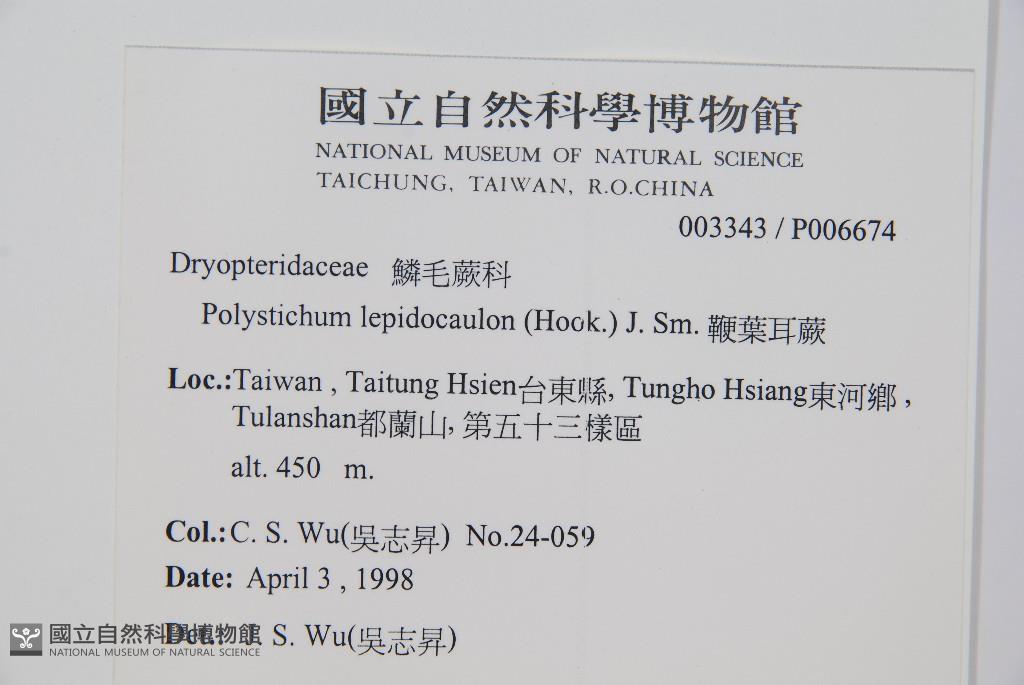 國立自然科學博物館
NATIONAL MUSEUM OF NATURAL SCIENCE
TAICHUNG, TAIWAN, R.O.CHINA
003343 / P006674
Dryopteridaceae 鱗毛蕨科
Polystichum lepidocaulon (Hook.) J. Sm. 鞭葉耳蕨
Loc.:Taiwan , Taitung Hsien台東縣, Tungho Hsiang東河鄉 ,
Tulanshan都蘭山, 第五十三樣區
alt. 450 m.
Col.: C. S. Wu(吳志昇) No.24-059
Date: April 3 , 1998
Det.: J. S. Wu(吳志昇)
國立自然科學博物館
NATIONAL MUSEUM OF NATURAL SCIENCE